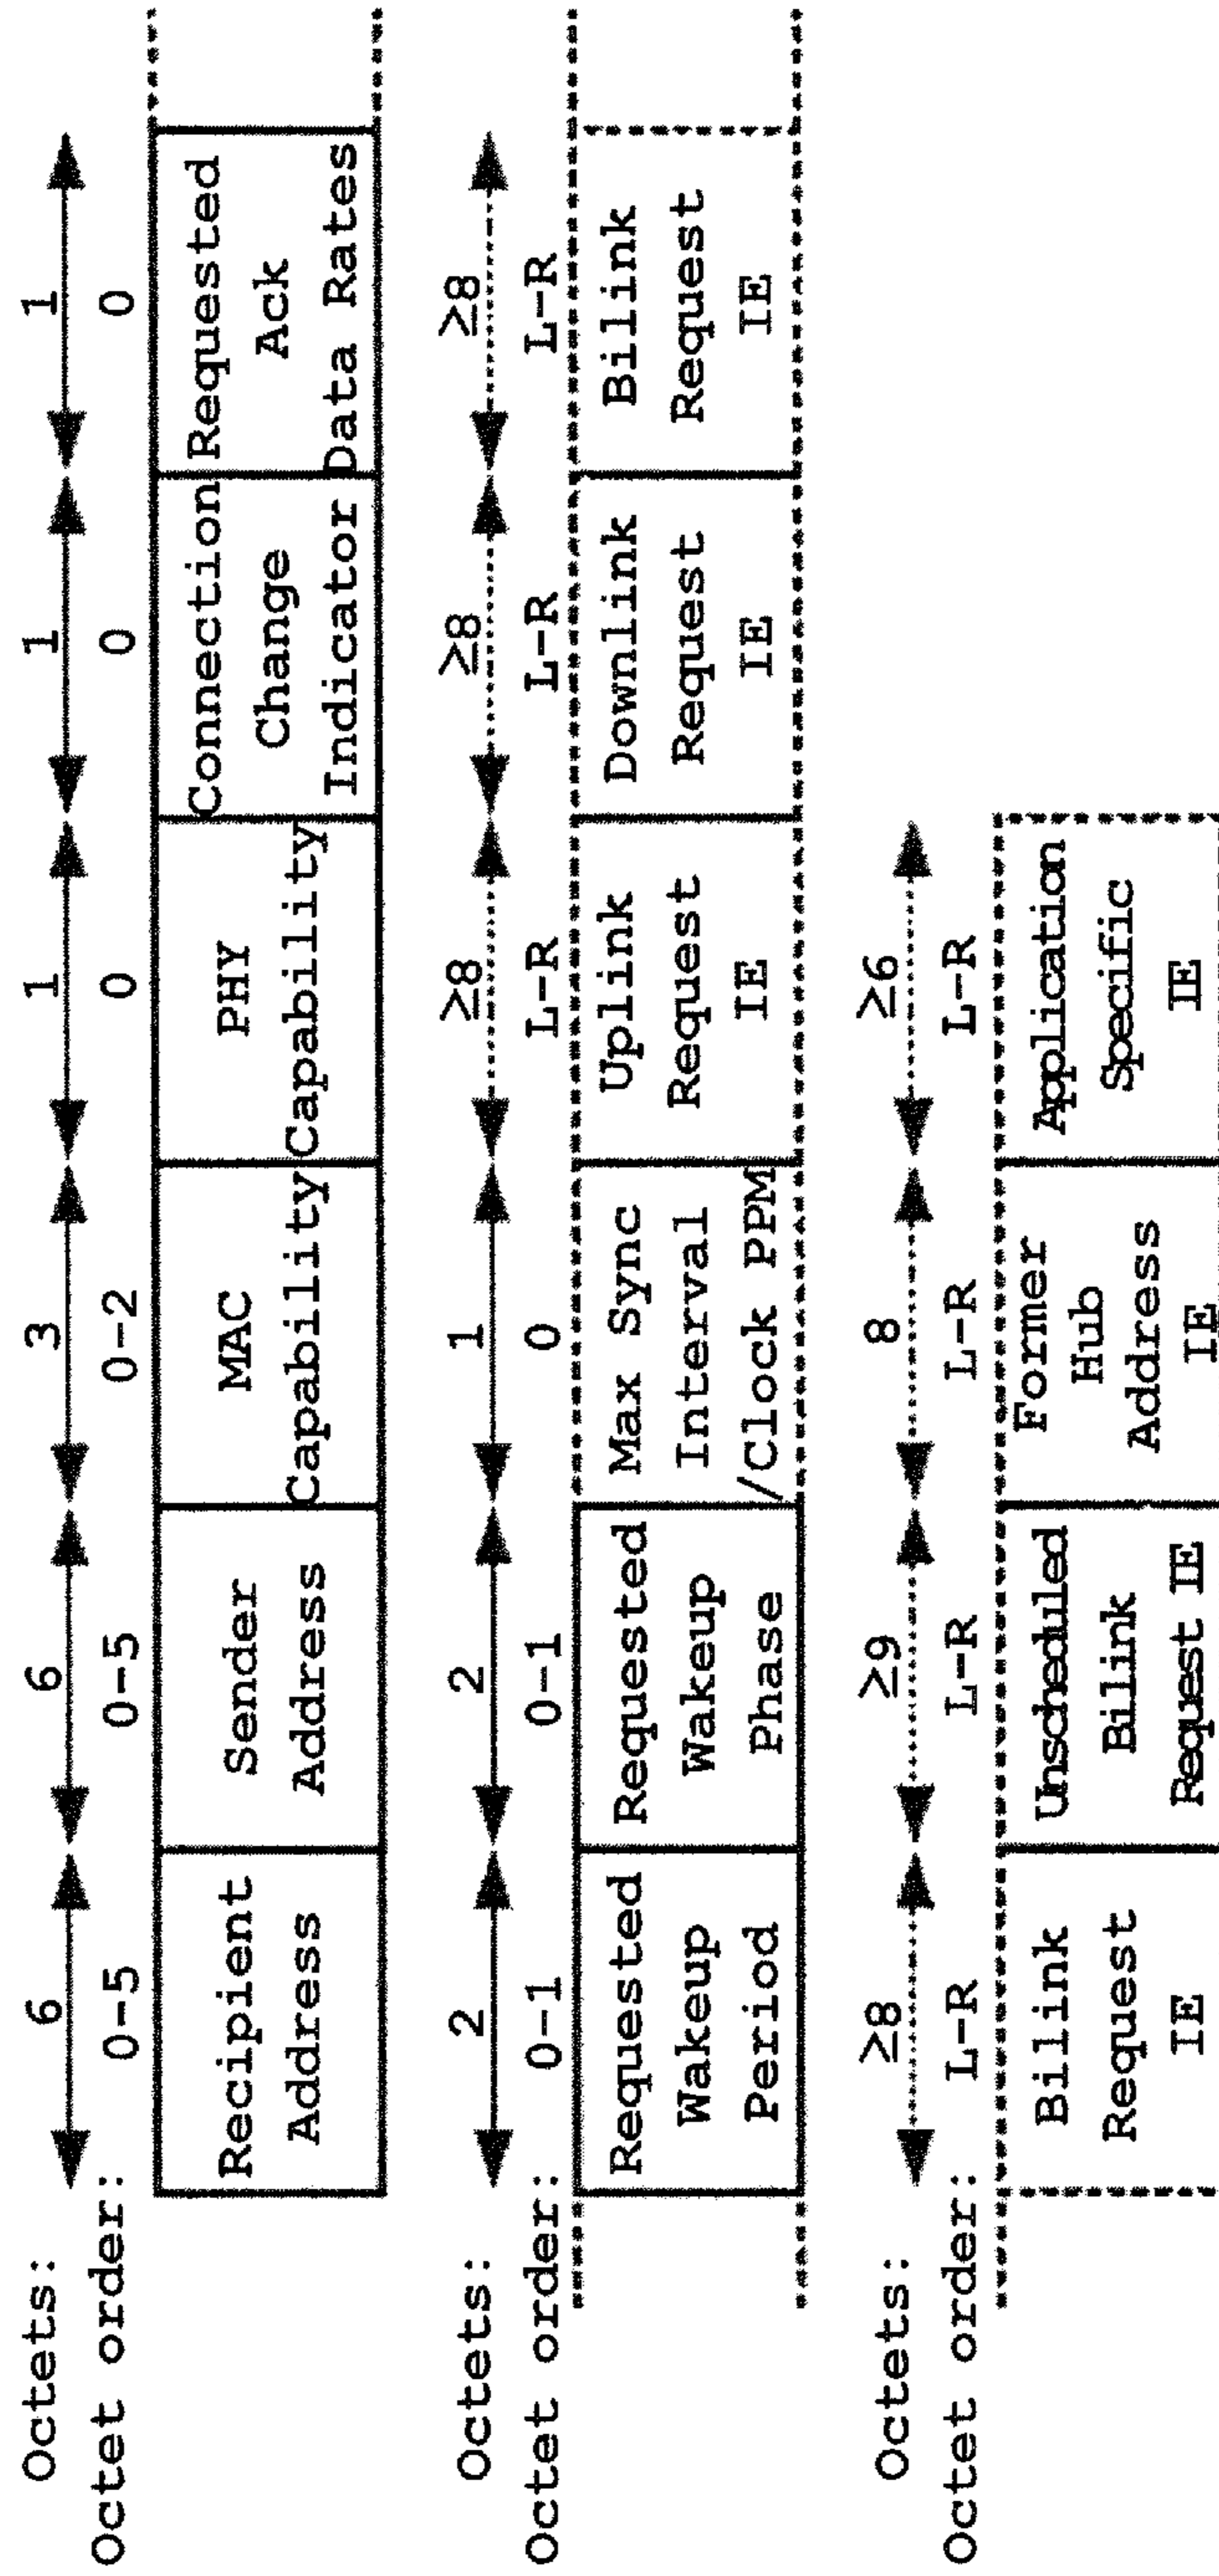 Octets: 6 6 3 1 1 1
Octet order: 0-5 0-5 0-2 0 0 0
Recipient Address
Sender Address
MAC Capability
PHY Capability
Connection Change Indicator
Requested Ack Data Rates
Octets: 2 2 1 ≥8 ≥8 ≥8
Octet order: 0-1 0-1 0 L-R L-R L-R
Requested Wakeup Period
Requested Wakeup Phase
Max Sync Interval /Clock PPM
Uplink Request IE
Downlink Request IE
Bilink Request IE
Octets: ≥8 ≥9 8 ≥6
Octet order: L-R L-R L-R L-R
Bilink Request IE
Unscheduled Bilink Request IE
Former Hub Address IE
Application Specific IE